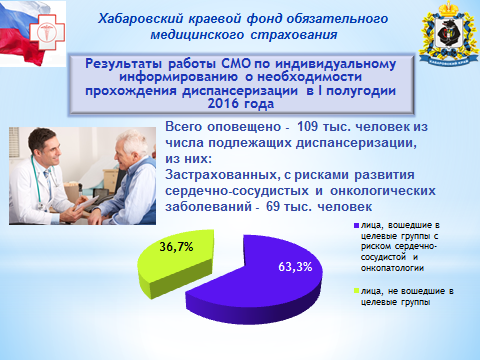 Хабаровский краевой фонд обязательного
медицинского страхования
Результаты работы СМО по индивидуальному
информированию о необходимости
прохождения диспансеризации в I полугодии
2016 года
Всего оповещено - 109 тыс. человек из
числа подлежащих диспансеризации,
из них:
Застрахованных, с рисками развития
сердечно-сосудистых и онкологических
заболеваний - 69 тыс. человек
36,7%
63,3%
лица, вошедшие в
целевые группы с
риском сердечно-
сосудистой и
онкопатологии
лица, не вошедшие в
целевые группы